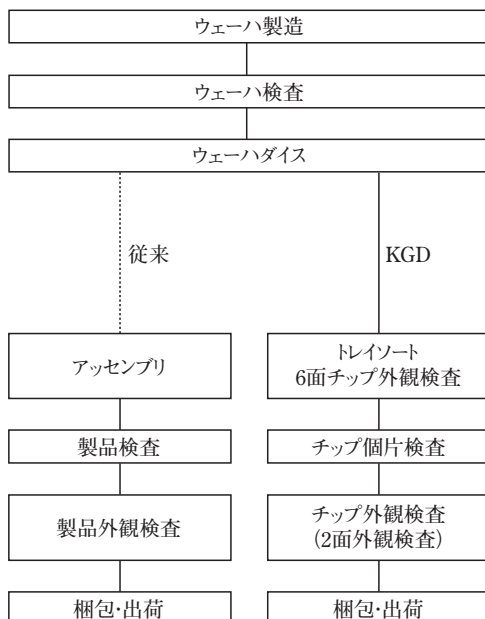 ウェーハ製造
ウェーハ検査
ウェーハダイス
従来
KGD
アッセンブリ
トレイソート
6面チップ外観検査
製品検査
チップ個片検査
製品外観検査
チップ外観検査
(2面外観検査)
梱包・出荷
梱包・出荷